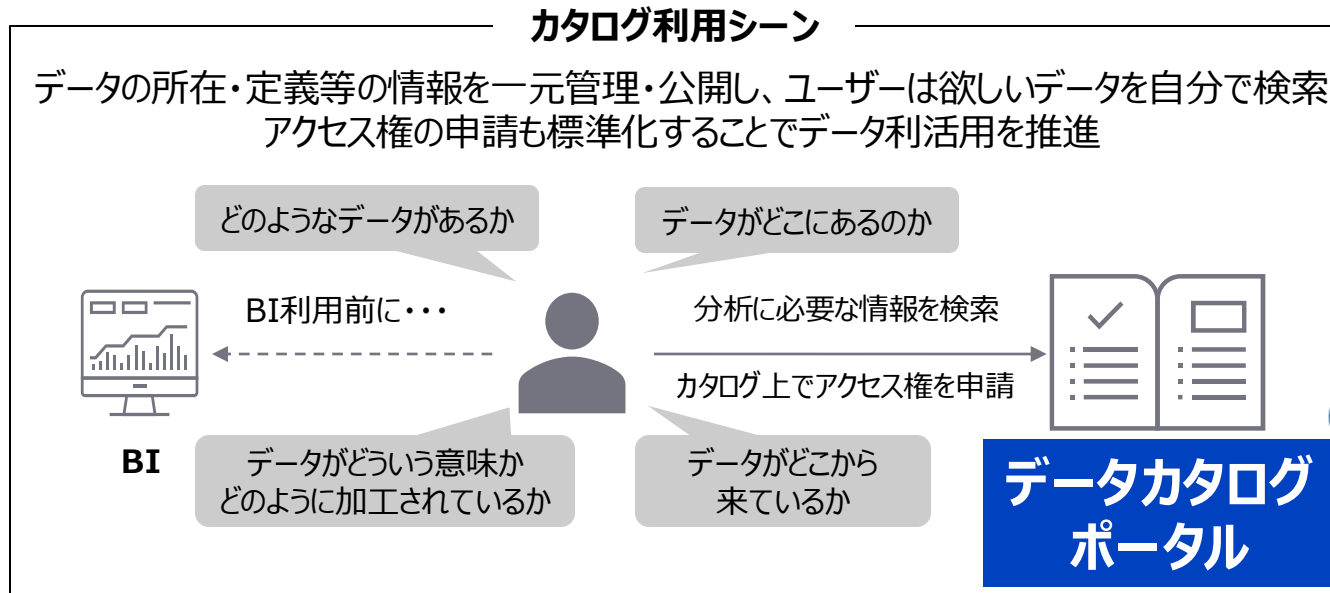 カタログ利用シーン
データの所在・定義等の情報を一元管理・公開し、ユーザーは欲しいデータを自分で検索
アクセス権の申請も標準化することでデータ利活用を推進
どのようなデータがあるか
データがどこにあるのか
BI利用前に・・・
分析に必要な情報を検索
カタログ上でアクセス権を申請
BI
データがどういう意味か
どのように加工されているか
データがどこから
来ているか
データカタログ
ポータル